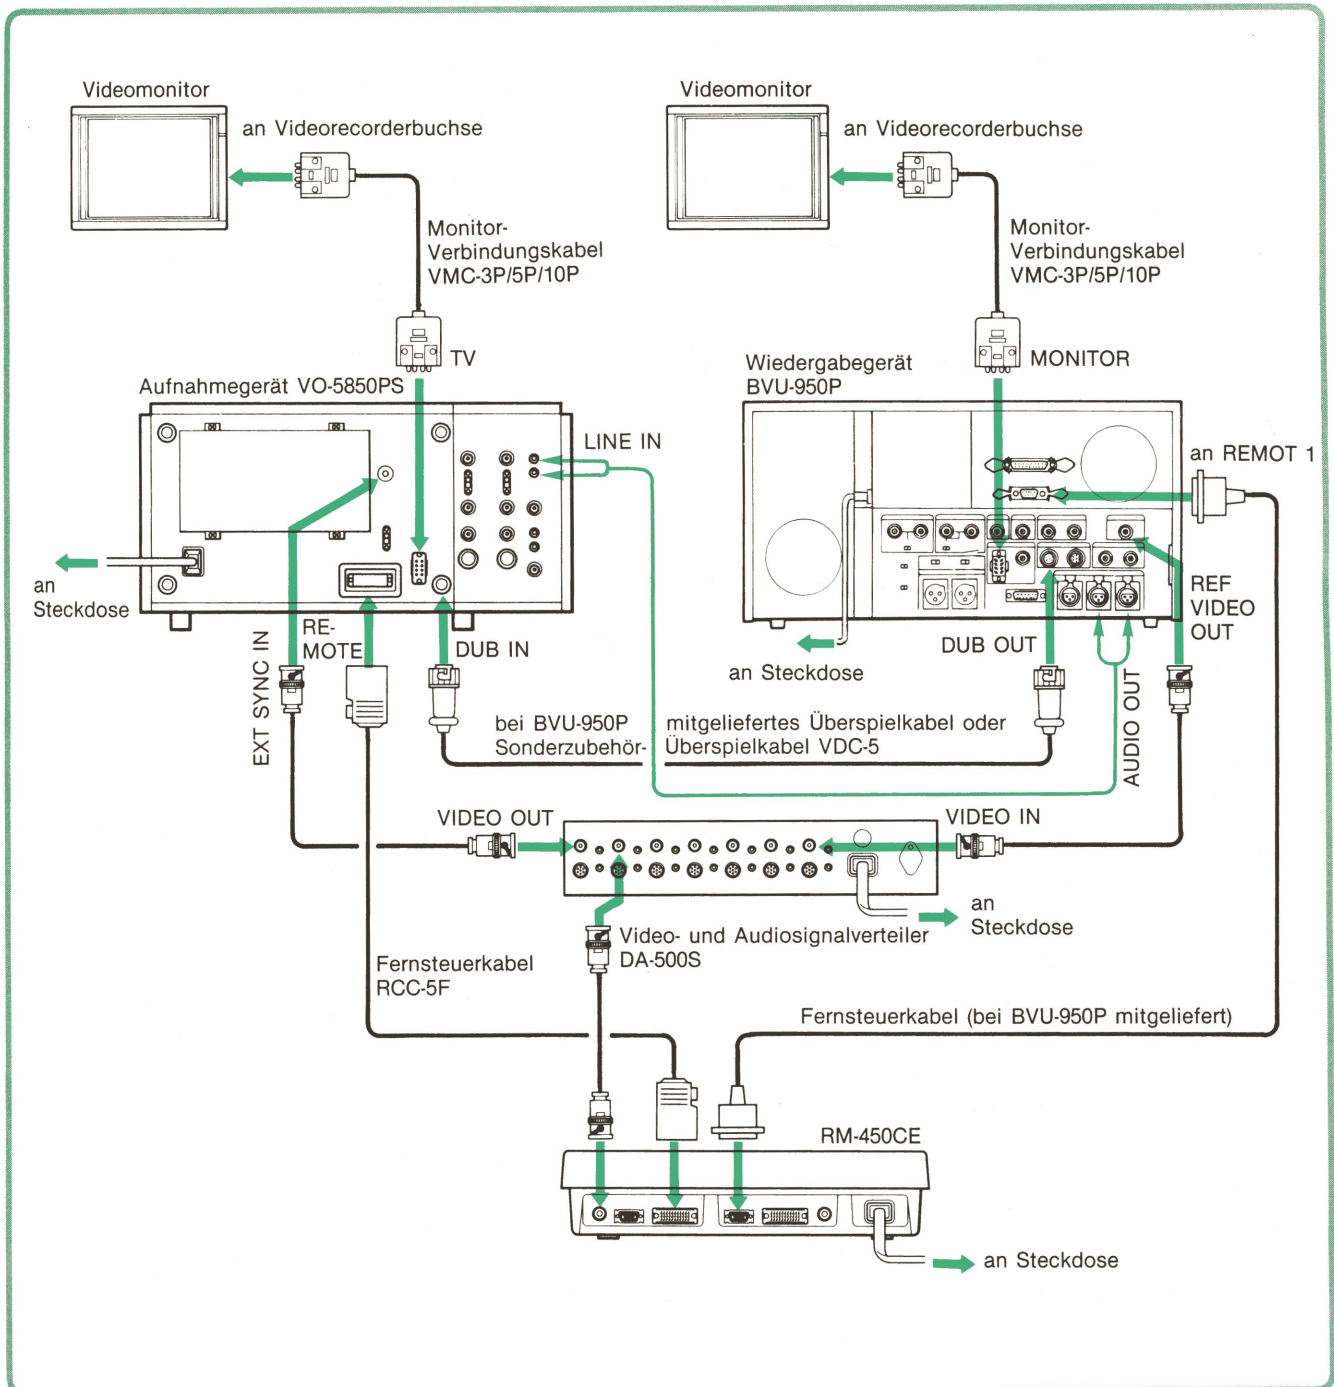 Videomonitor
an Videorecorderbuchse
Monitor-
Verbindungskabel
VMC-3P/5P/10P
TV
Aufnahmegerät VO-5850PS
LINE IN
an
Steckdose
EXT SYNC IN
RE-
MOTE
DUB IN
Videomonitor
an Videorecorderbuchse
Monitor-
Verbindungskabel
VMC-3P/5P/10P
MONITOR
Wiedergabegerät
BVU-950P
an REMOT 1
REF
VIDEO
OUT
DUB OUT
an Steckdose
AUDIO OUT
bei BVU-950P mitgeliefertes Überspielkabel oder
Sonderzubehör- Überspielkabel VDC-5
VIDEO OUT
VIDEO IN
an
Steckdose
Video- und Audiosignalverteiler
DA-500S
Fernsteuerkabel
RCC-5F
Fernsteuerkabel (bei BVU-950P mitgeliefert)
RM-450CE
an Steckdose